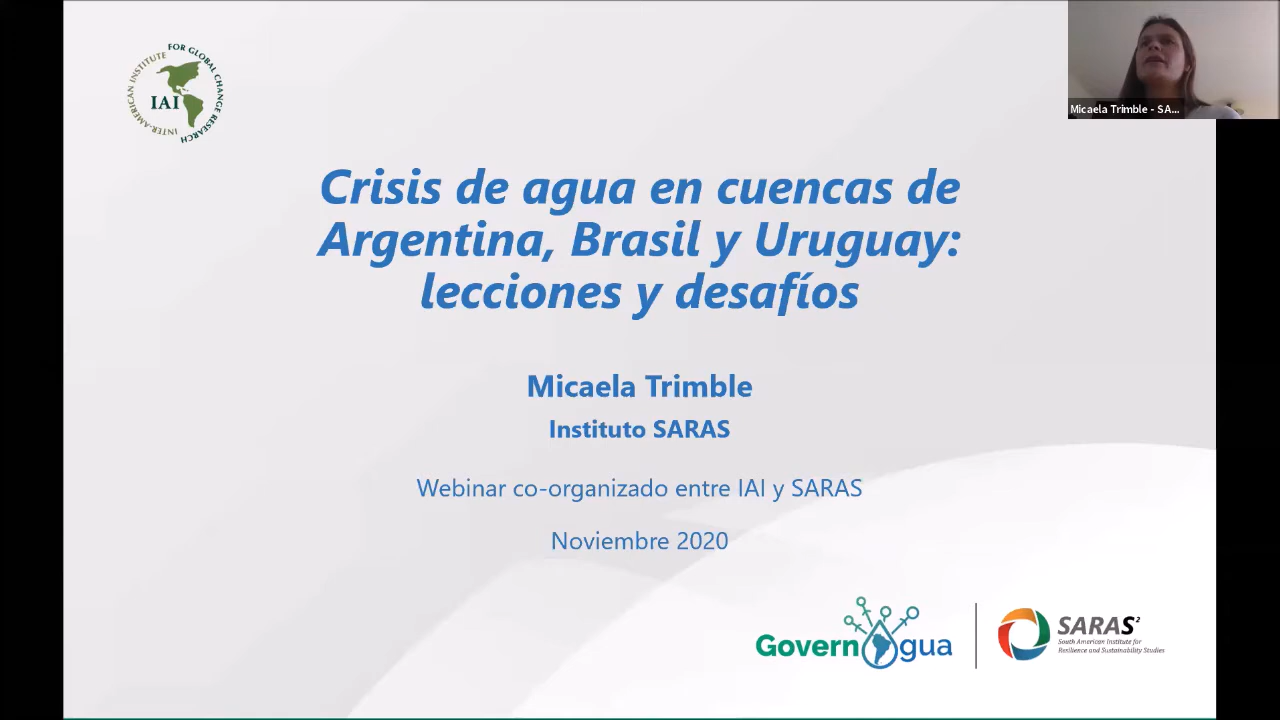 INTER-AMERICAN INSTITUTE FOR GLOBAL CHANGE RESEARCH
IAI
Micaela Trimble - SA...
Crisis de agua en cuencas de
Argentina, Brasil y Uruguay:
lecciones y desafíos
Micaela Trimble
Instituto SARAS
Webinar co-organizado entre IAI y SARAS
Noviembre 2020
Governagua
SARAS²
South American Institute for
Resilience and Sustainability Studies